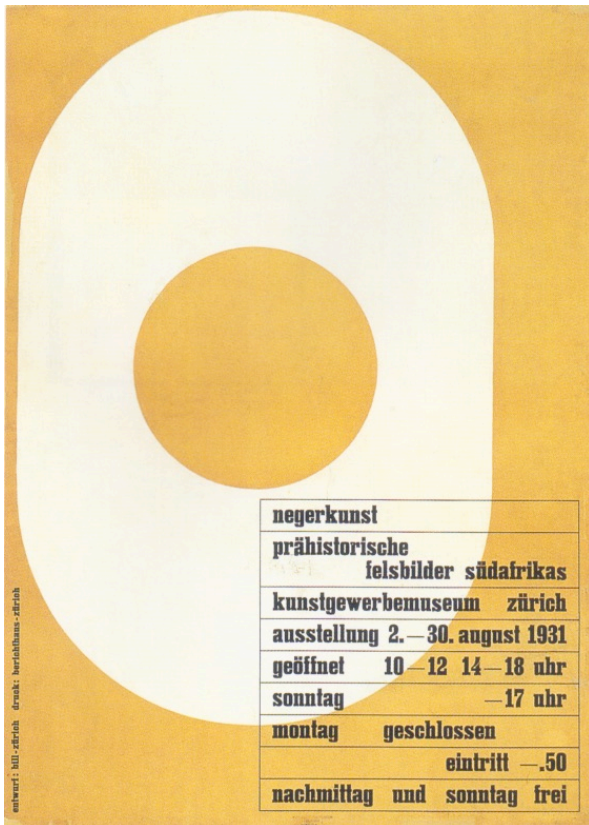 negerkunst
prähistorische
felsbilder südafrikas
kunstgewerbemuseum zürich
ausstellung 2.—30. august 1931
geöffnet 10—12 14—18 uhr
sonntag —17 uhr
montag geschlossen
eintritt —.50
nachmittag und sonntag frei
entwurf: bill-zürich druck: berichthaus-zürich